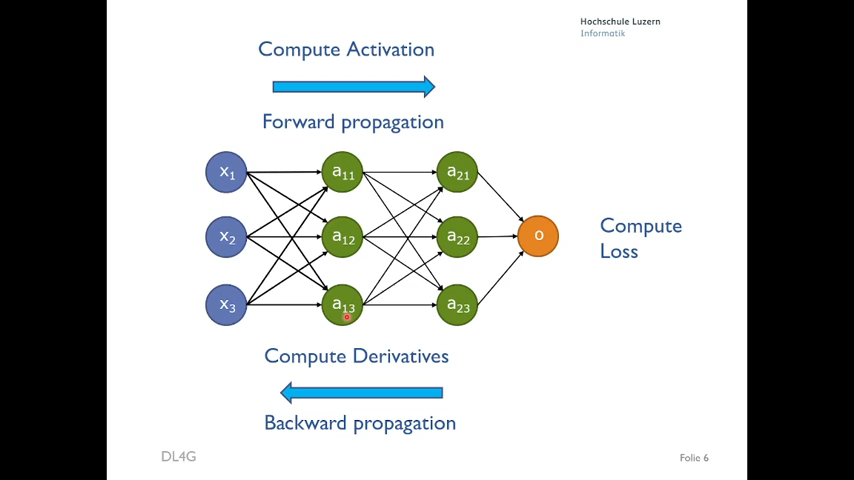 Hochschule Luzern
Informatik
Compute Activation
Forward propagation
x1 a11 a21
x2 a12 a22 o
x3 a13 a23
Compute
Loss
Compute Derivatives
Backward propagation
DL4G
Folie 6